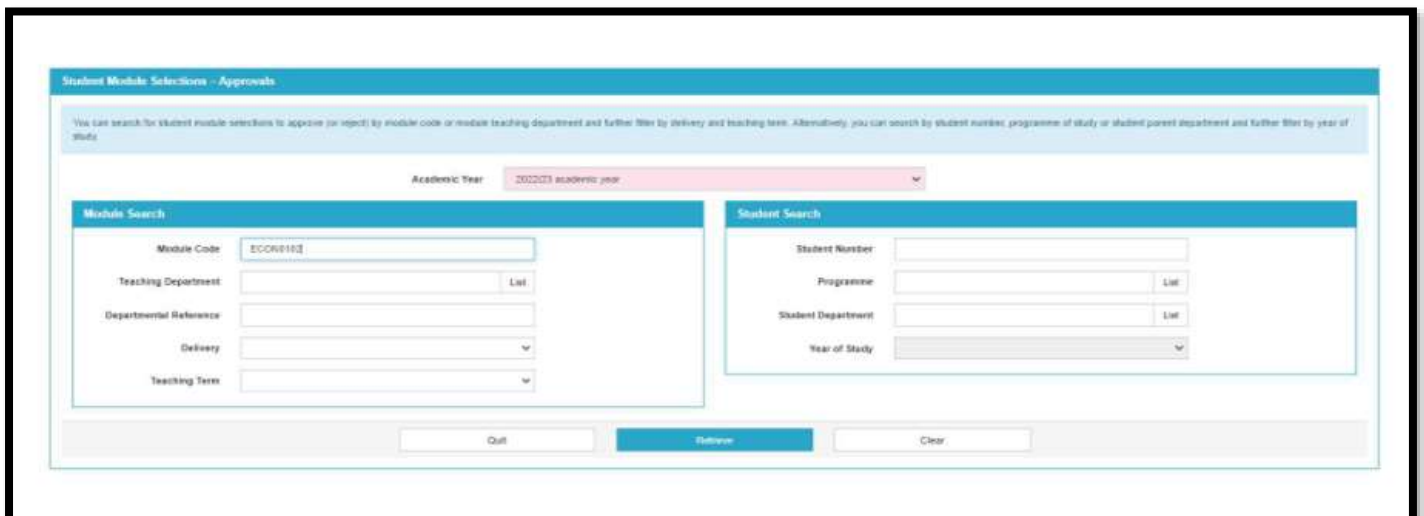 Student Module Selections - Approvals
You can search for student module selections to approve (or reject) by module code or module teaching department and further filter by delivery and teaching term. Alternatively, you can search by student number, programme of study or student parent department and further filter by year of
study.
Academic Year 2022/23 academic year
Module Search
Module Code ECON0102
Teaching Department List
Departmental Reference
Delivery
Teaching Term
Student Search
Student Number
Programme List
Student Department List
Year of Study
Quit Retrieve Clear